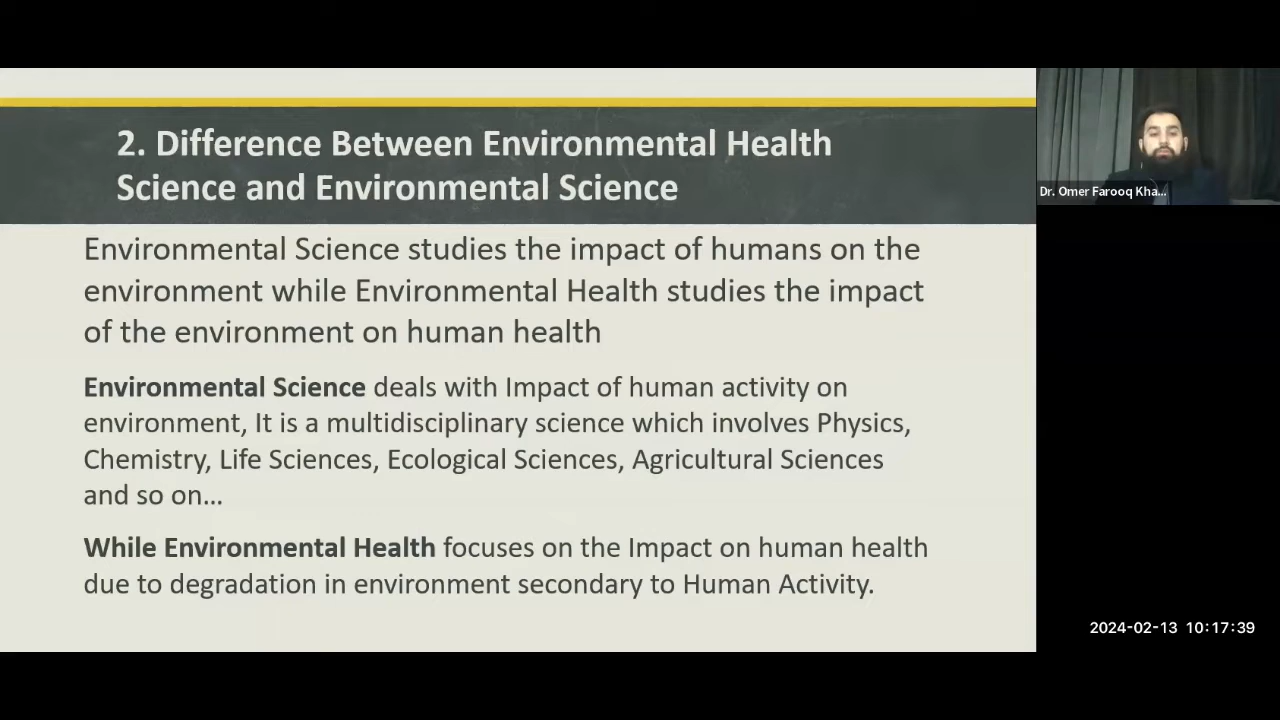 2. Difference Between Environmental Health
Science and Environmental Science
Environmental Science studies the impact of humans on the
environment while Environmental Health studies the impact
of the environment on human health
Environmental Science deals with Impact of human activity on
environment, It is a multidisciplinary science which involves Physics,
Chemistry, Life Sciences, Ecological Sciences, Agricultural Sciences
and so on…
While Environmental Health focuses on the Impact on human health
due to degradation in environment secondary to Human Activity.
Dr. Omer Farooq Kha...
2024-02-13 10:17:39